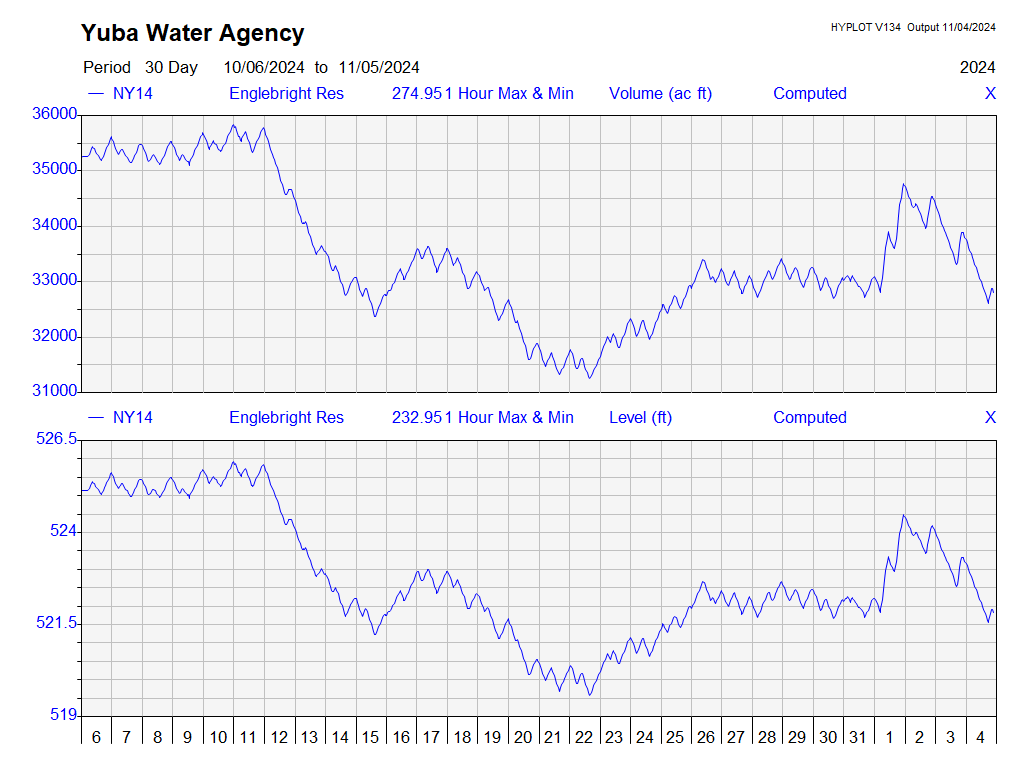 Yuba Water Agency
HYPLOT V134 Output 11/04/2024
Period 30 Day 10/06/2024 to 11/05/2024 2024
— NY14 Englebright Res 274.951 Hour Max & Min Volume (ac ft) Computed X
36000
35000
34000
33000
32000
31000
— NY14 Englebright Res 232.951 Hour Max & Min Level (ft) Computed X
526.5
524
521.5
519
6 7 8 9 10 11 12 13 14 15 16 17 18 19 20 21 22 23 24 25 26 27 28 29 30 31 1 2 3 4